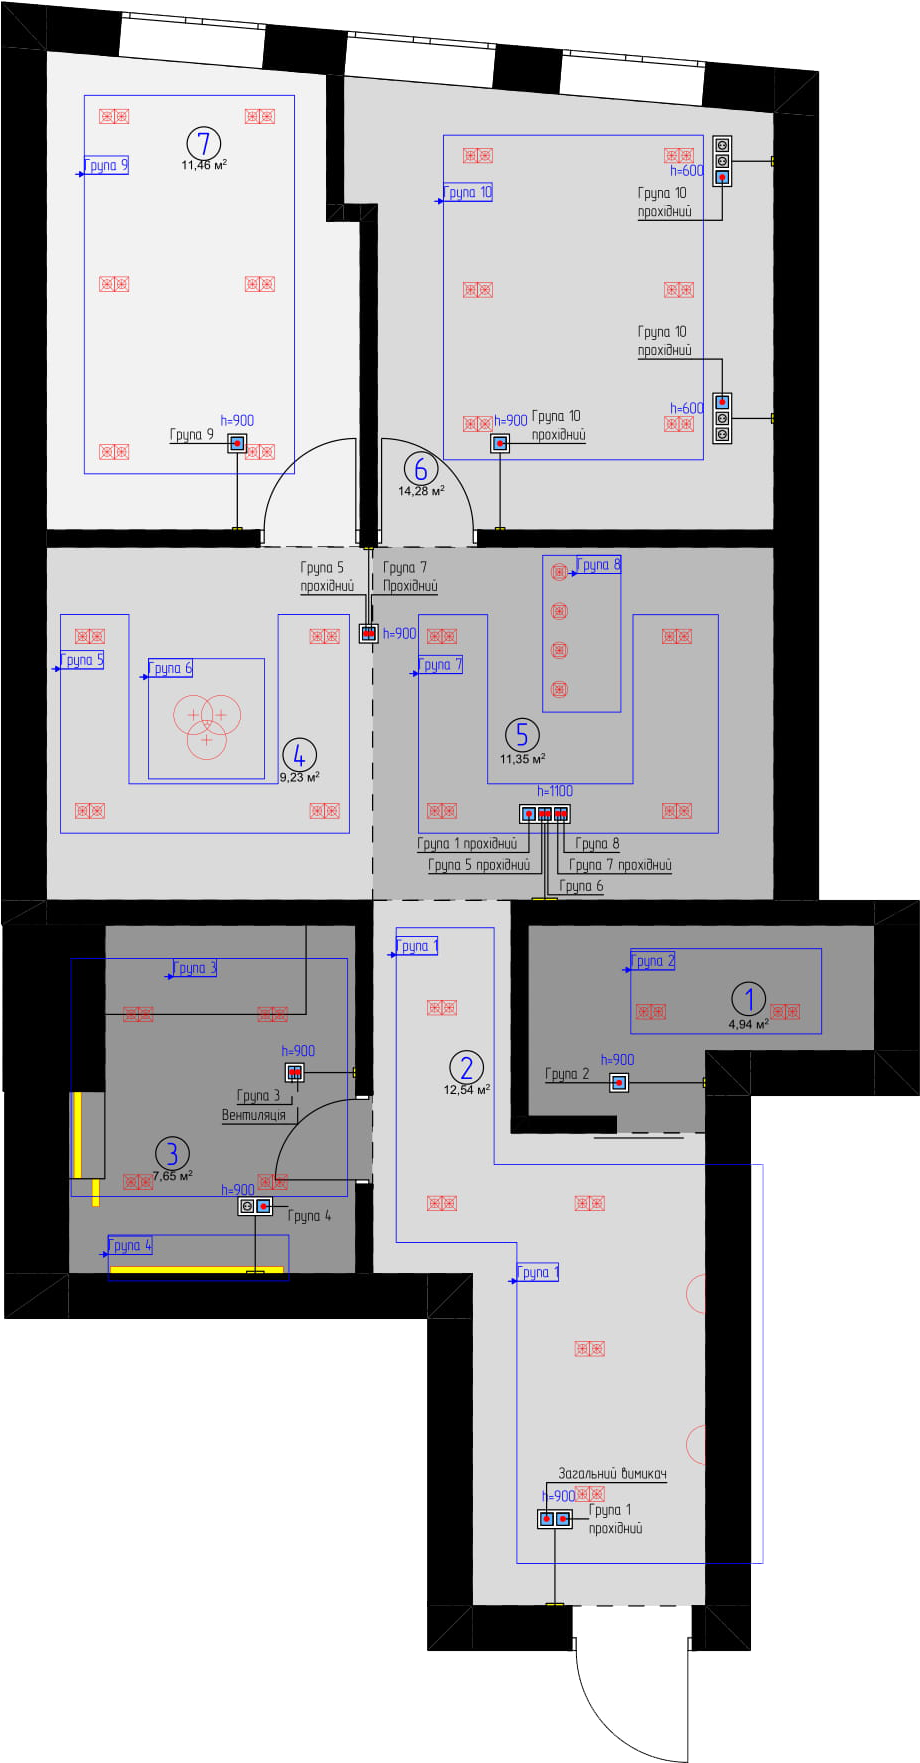 7
11,46 м²
Група 9
h=600
Група 10
Група 10
прохідний
Група 10
прохідний
h=600
h=900
Група 9
h=900
Група 10
прохідний
6
14,28 м²
Група 5
прохідний
Група 7
Прохідний
Група 8
h=900
Група 5
Група 6
Група 7
4
9,23 м²
5
11,35 м²
h=1100
Група 1 прохідний
Група 8
Група 5 прохідний
Група 7 прохідний
Група 6
Група 1
Група 3
Група 2
1
4,94 м²
h=900
2
12,54 м²
h=900
Група 2
Група 3
Вентиляція
3
7,65 м²
h=900
Група 4
Група 4
Група 1
Загальний вимикач
h=900
Група 1
прохідний